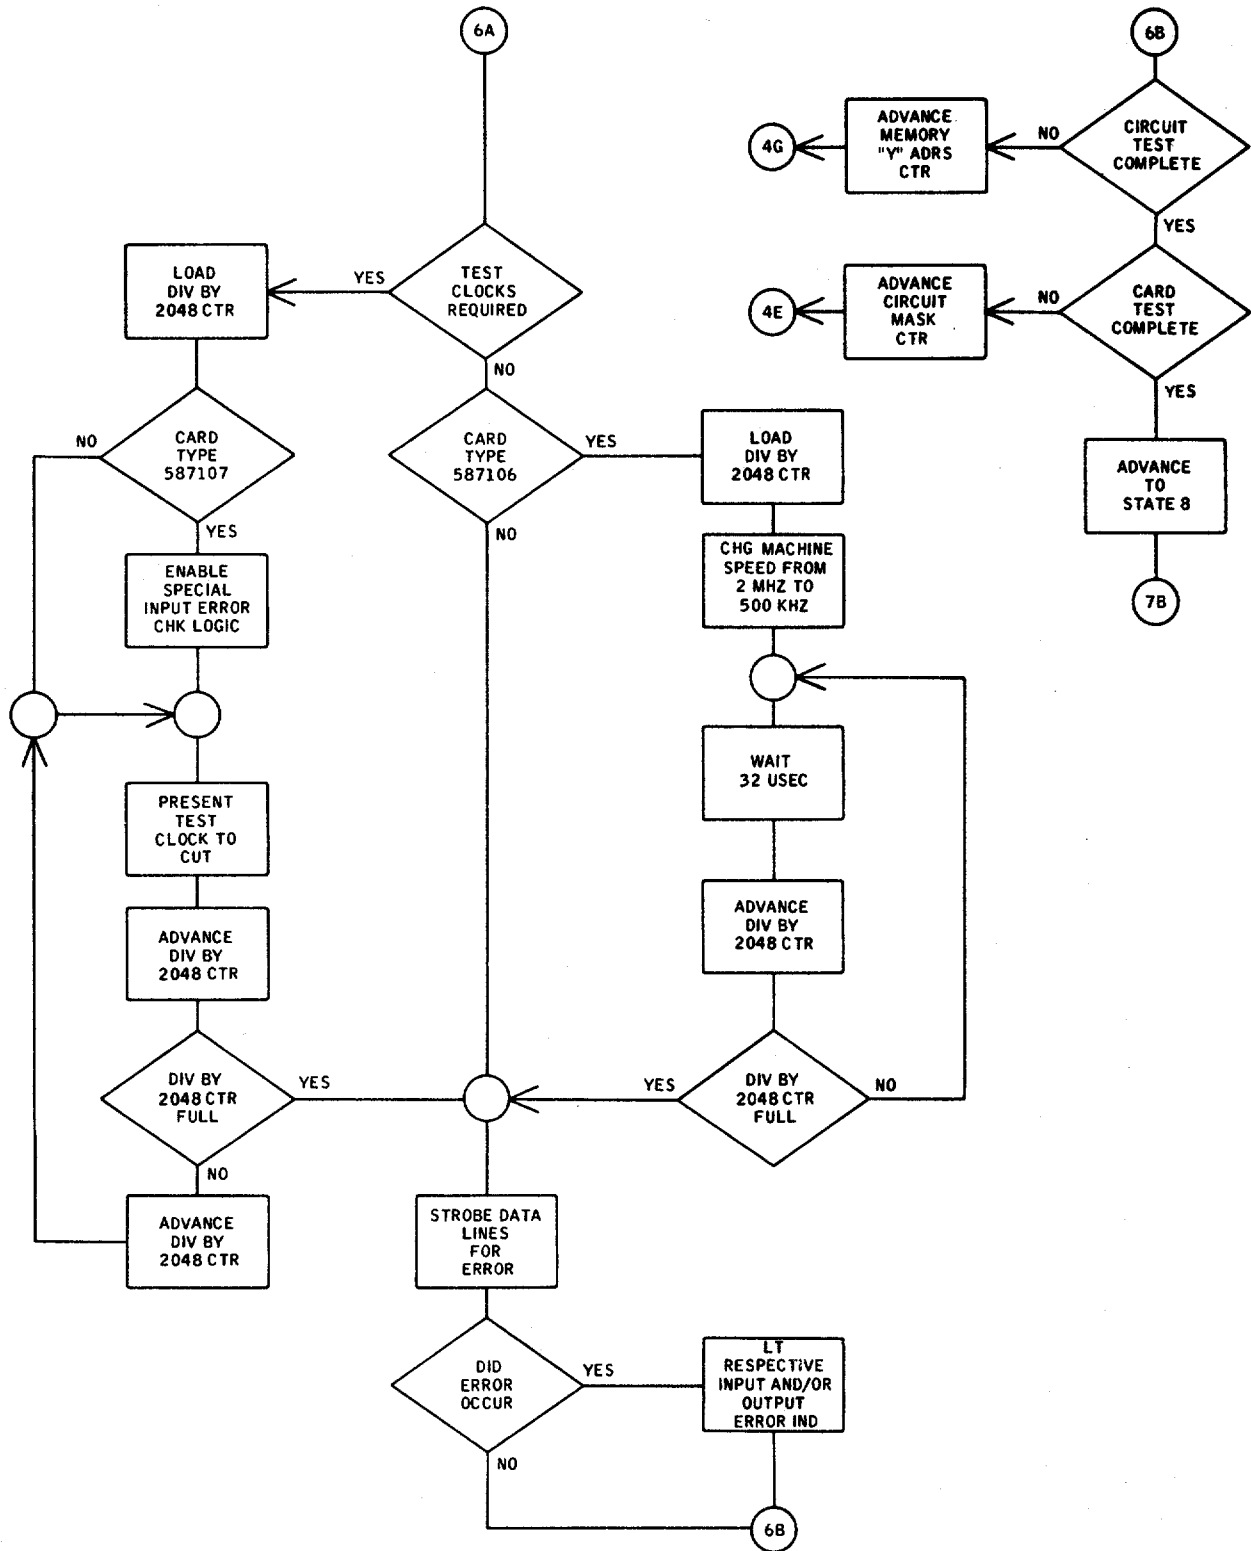 6A
TEST
CLOCKS
REQUIRED
YES
NO
LOAD
DIV BY
2048 CTR
CARD
TYPE
587107
NO
YES
ENABLE
SPECIAL
INPUT ERROR
CHK LOGIC
PRESENT
TEST
CLOCK TO
CUT
ADVANCE
DIV BY
2048 CTR
DIV BY
2048 CTR
FULL
YES
NO
ADVANCE
DIV BY
2048 CTR
CARD
TYPE
587106
YES
NO
LOAD
DIV BY
2048 CTR
CHG MACHINE
SPEED FROM
2 MHZ TO
500 KHZ
WAIT
32 USEC
ADVANCE
DIV BY
2048 CTR
DIV BY
2048 CTR
FULL
YES
NO
STROBE DATA
LINES
FOR
ERROR
DID
ERROR
OCCUR
YES
NO
LT
RESPECTIVE
INPUT AND/OR
OUTPUT
ERROR IND
6B
6B
CIRCUIT
TEST
COMPLETE
NO
YES
ADVANCE
MEMORY
"Y" ADRS
CTR
4G
CARD
TEST
COMPLETE
NO
YES
ADVANCE
CIRCUIT
MASK
CTR
4E
ADVANCE
TO
STATE 8
7B